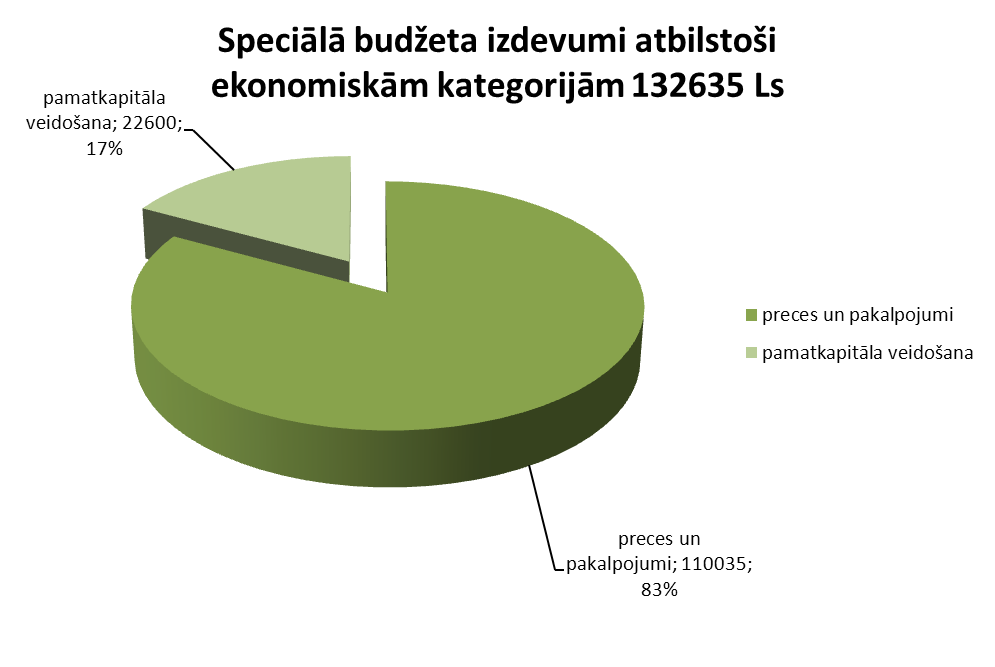 Speciālā budžeta izdevumi atbilstoši
ekonomiskām kategorijām 132635 Ls
pamatkapitāla
veidošana; 22600;
17%
preces un pakalpojumi
pamatkapitāla veidošana
preces un
pakalpojumi; 110035;
83%